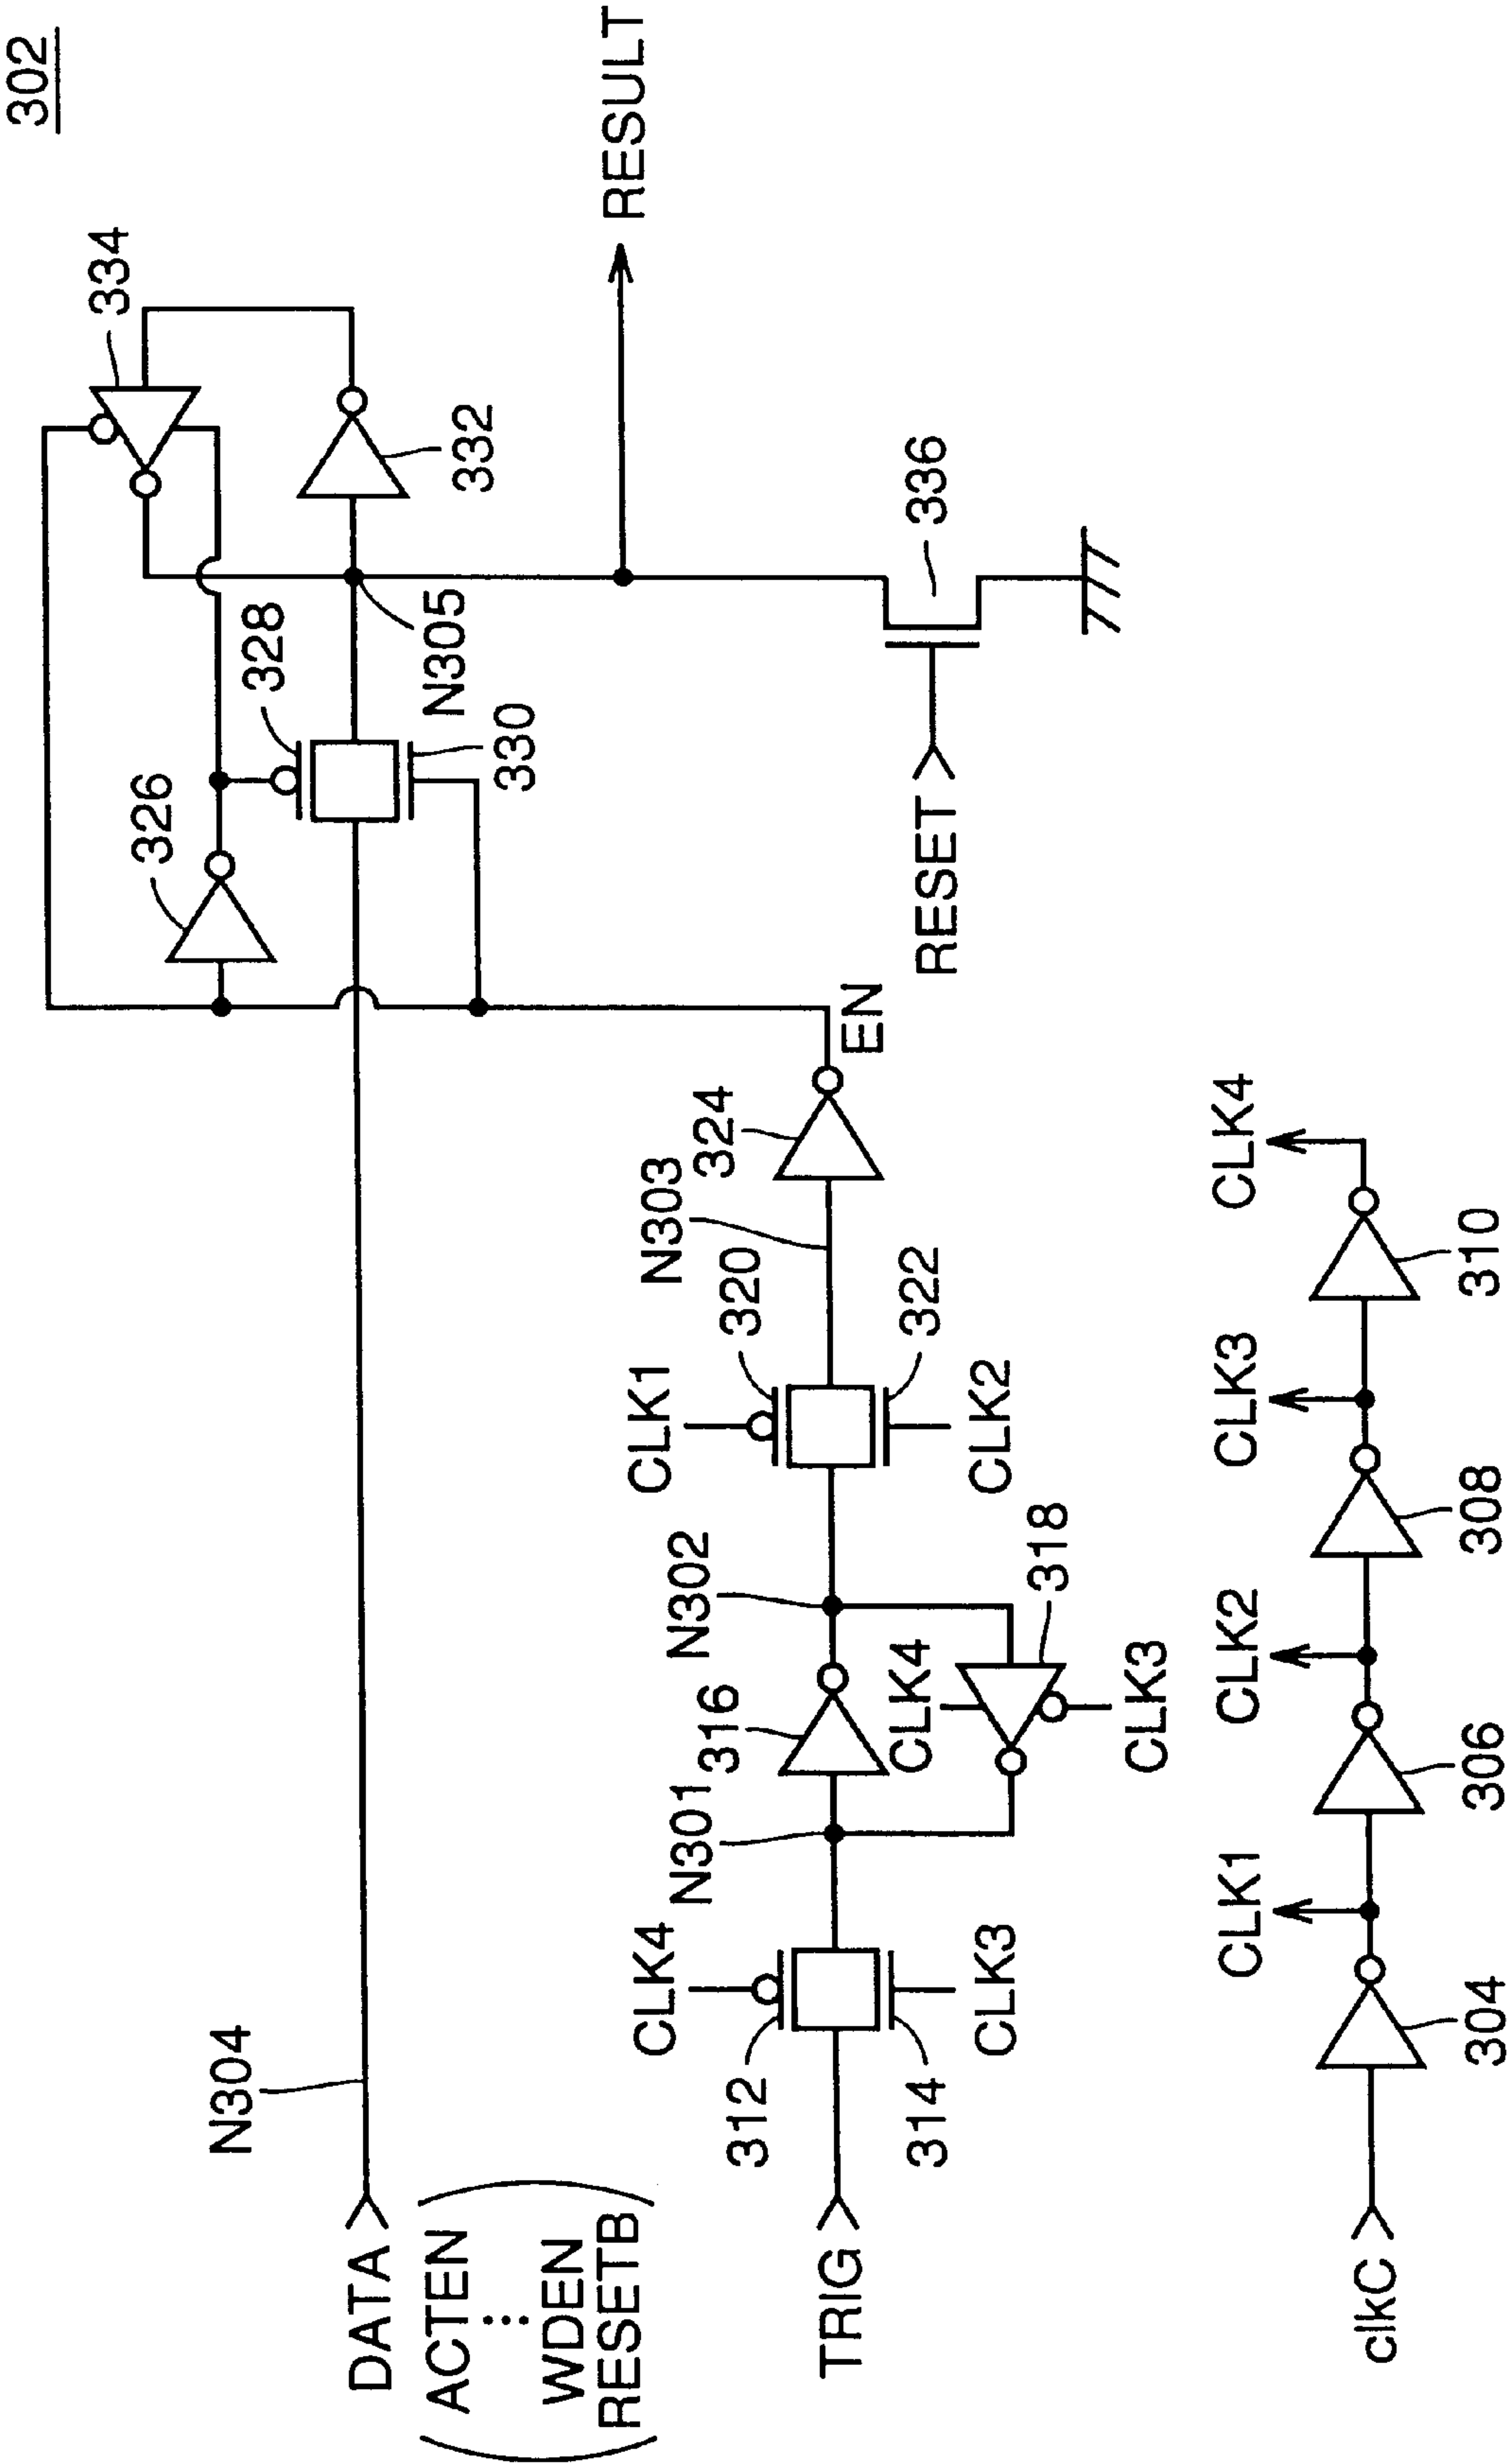 302
334
332
RESULT
326
328
N305
330
336
RESET
EN
N304
DATA
ACTEN
⋮
WDEN
RESETB
TRIG
CLK4
312
314
CLK3
N301
316
N302
CLK4
318
CLK3
CLK1
320
N303
322
CLK2
324
clkC
304
CLK1
306
CLK2
308
CLK3
310
CLK4